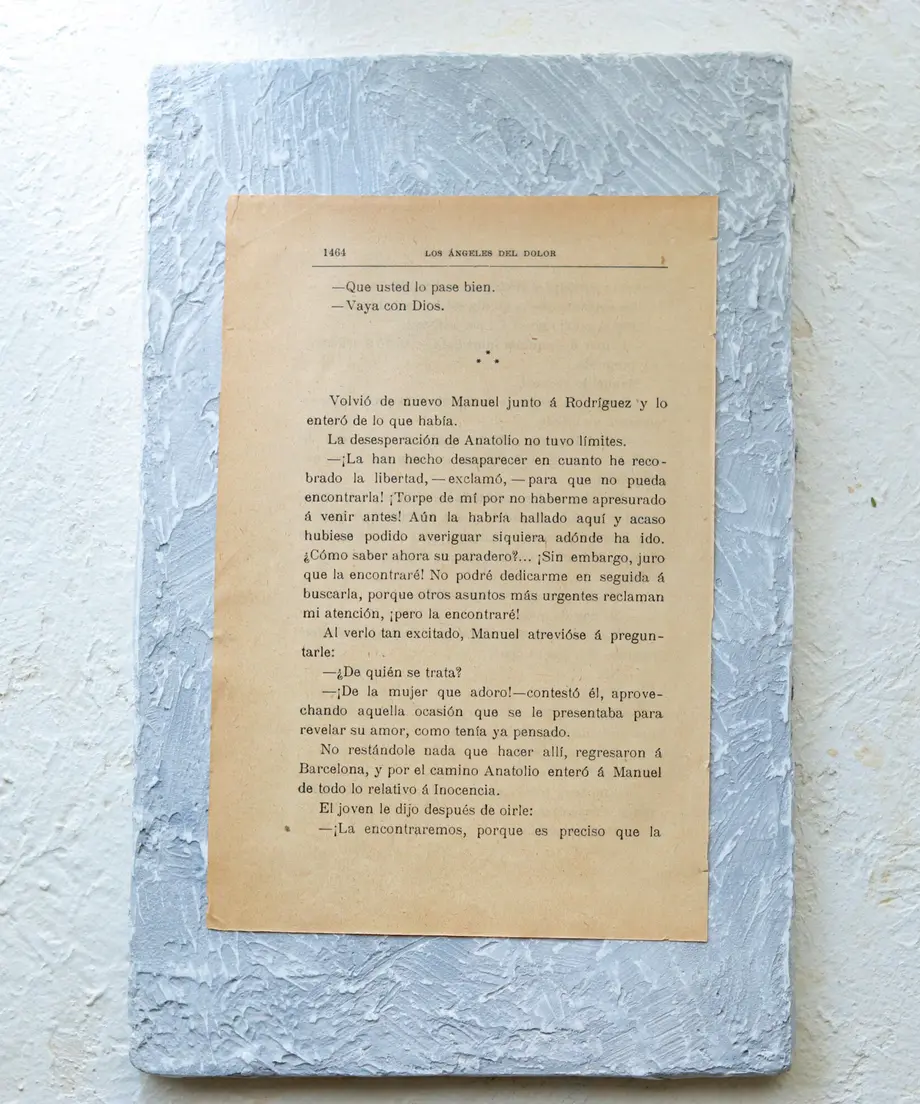 1464 LOS ÁNGELES DEL DOLOR
—Que usted lo pase bien.
—Vaya con Dios.
Volvió de nuevo Manuel junto á Rodríguez y lo
enteró de lo que había.
La desesperación de Anatolio no tuvo límites.
—¡La han hecho desaparecer en cuanto he reco-
brado la libertad,—exclamó,—para que no pueda
encontrarla! ¡Torpe de mí por no haberme apresurado
á venir antes! Aún la habría hallado aquí y acaso
hubiese podido averiguar siquiera adónde ha ido.
¿Cómo saber ahora su paradero?... ¡Sin embargo, juro
que la encontraré! No podré dedicarme en seguida á
buscarla, porque otros asuntos más urgentes reclaman
mi atención, ¡pero la encontraré!
Al verlo tan excitado, Manuel atrevióse á pregun-
tarle:
—¿De quién se trata?
—¡De la mujer que adoro!—contestó él, aprove-
chando aquella ocasión que se le presentaba para
revelar su amor, como tenía ya pensado.
No restándole nada que hacer allí, regresaron á
Barcelona, y por el camino Anatolio enteró á Manuel
de todo lo relativo á Inocencia.
El joven le dijo después de oirle:
—¡La encontraremos, porque es preciso que la